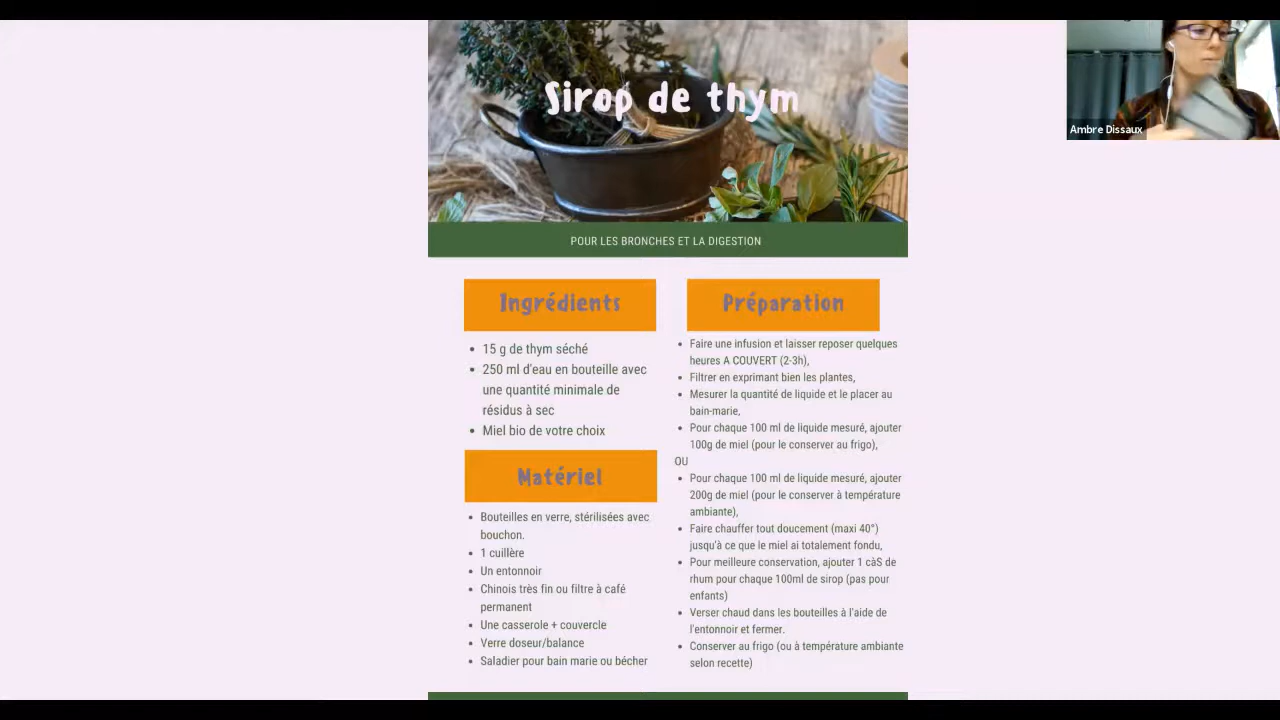 Sirop de thym
Ambre Dissaux
POUR LES BRONCHES ET LA DIGESTION
Ingrédients
15 g de thym séché
250 ml d'eau en bouteille avec
une quantité minimale de
résidus à sec
Miel bio de votre choix
Matériel
Bouteilles en verre, stérilisées avec
bouchon.
1 cuillère
Un entonnoir
Chinois très fin ou filtre à café
permanent
Une casserole + couvercle
Verre doseur/balance
Saladier pour bain marie ou bécher
Préparation
Faire une infusion et laisser reposer quelques
heures A COUVERT (2-3h),
Filtrer en exprimant bien les plantes,
Mesurer la quantité de liquide et le placer au
bain-marie,
Pour chaque 100 ml de liquide mesuré, ajouter
100g de miel (pour le conserver au frigo),
OU
Pour chaque 100 ml de liquide mesuré, ajouter
200g de miel (pour le conserver à température
ambiante),
Faire chauffer tout doucement (maxi 40°)
jusqu'à ce que le miel ai totalement fondu,
Pour meilleure conservation, ajouter 1 càS de
rhum pour chaque 100ml de sirop (pas pour
enfants)
Verser chaud dans les bouteilles à l'aide de
l'entonnoir et fermer.
Conserver au frigo (ou à température ambiante
selon recette)